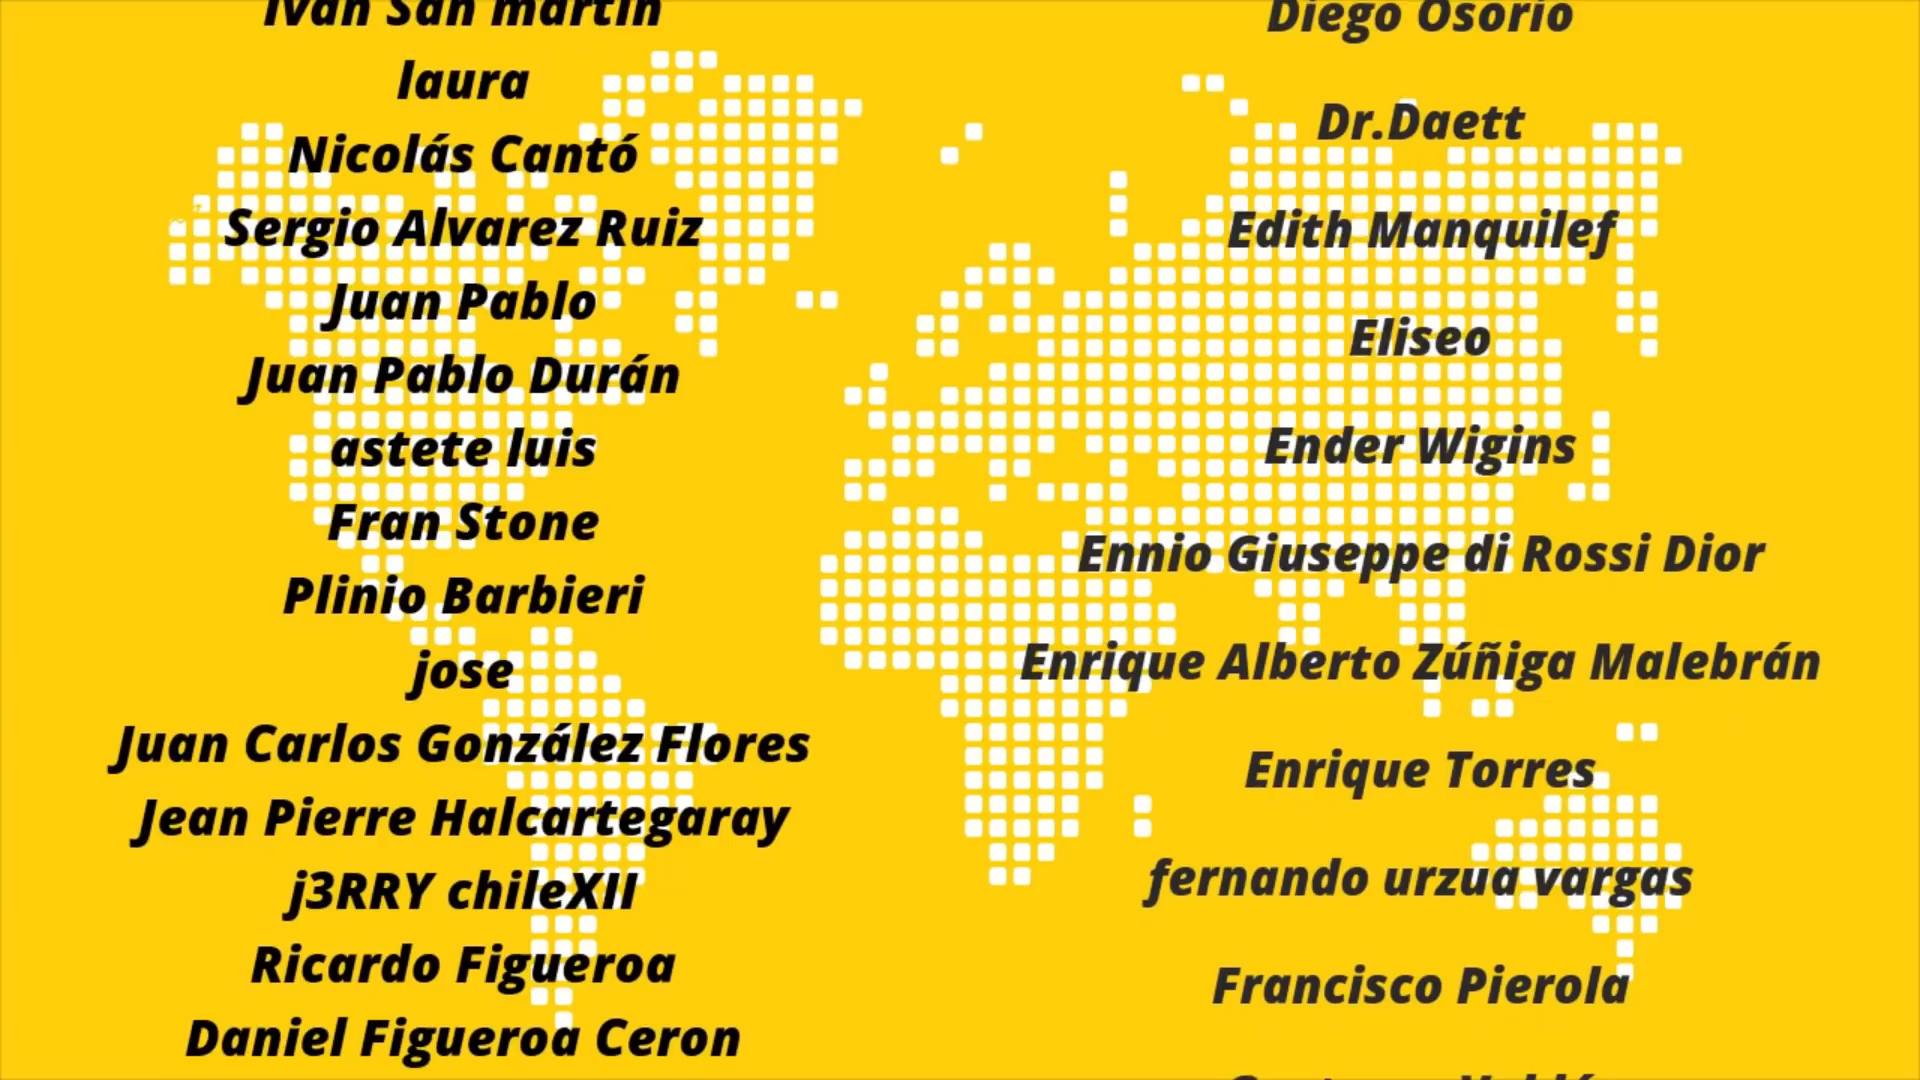 Ivan San martin
laura
Nicolás Cantó
Sergio Alvarez Ruiz
Juan Pablo
Juan Pablo Durán
astete luis
Fran Stone
Plinio Barbieri
jose
Juan Carlos González Flores
Jean Pierre Halcartegaray
j3RRY chileXII
Ricardo Figueroa
Daniel Figueroa Ceron
Diego Osorio
Dr.Daett
Edith Manquilef
Eliseo
Ender Wigins
Ennio Giuseppe di Rossi Dior
Enrique Alberto Zúñiga Malebrán
Enrique Torres
fernando urzua vargas
Francisco Pierola